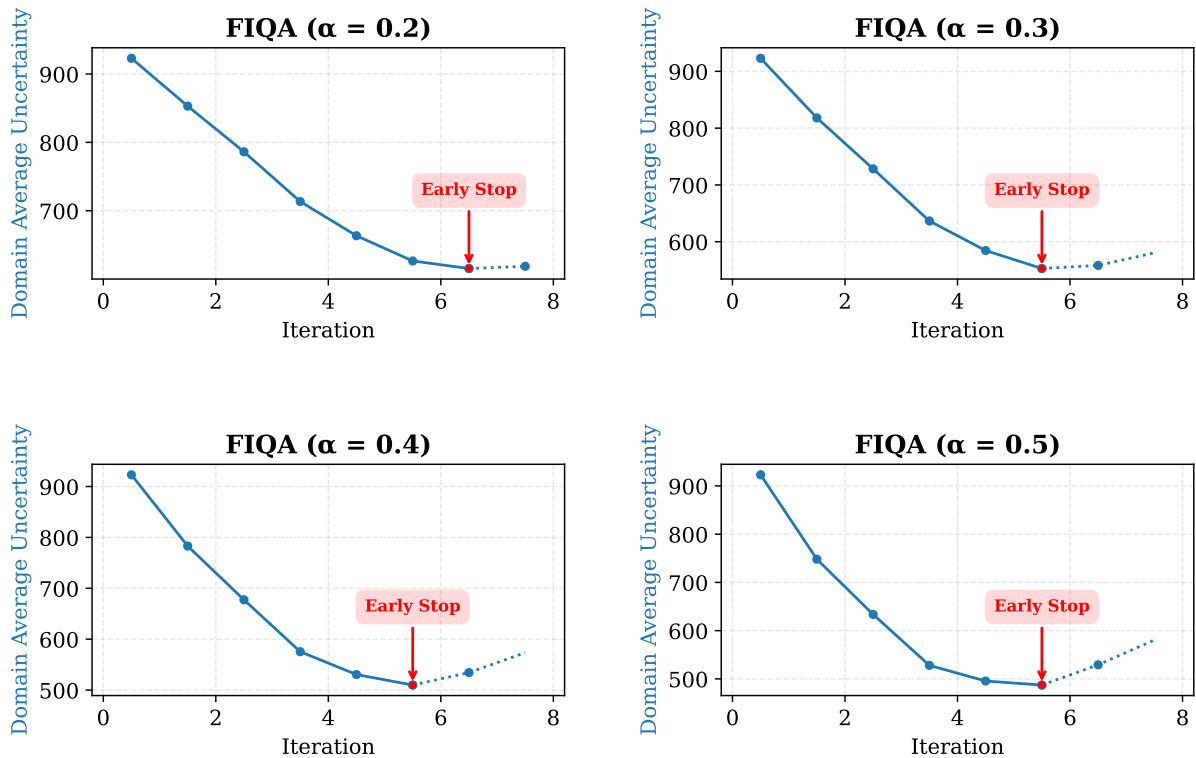 FIQA (α = 0.2)
Domain Average Uncertainty
900
800
700
Early Stop
0 2 4 6 8
Iteration
FIQA (α = 0.3)
Domain Average Uncertainty
900
800
700
600
Early Stop
0 2 4 6 8
Iteration
FIQA (α = 0.4)
Domain Average Uncertainty
900
800
700
600
500
Early Stop
0 2 4 6 8
Iteration
FIQA (α = 0.5)
Domain Average Uncertainty
900
800
700
600
500
Early Stop
0 2 4 6 8
Iteration